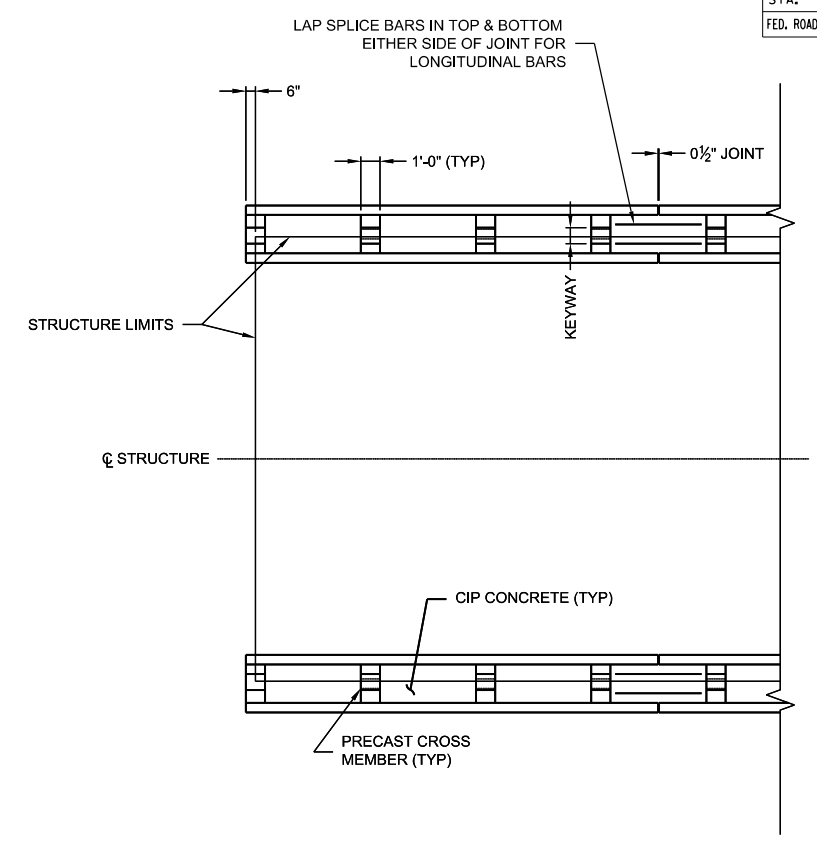 STA.
FED. ROAD
LAP SPLICE BARS IN TOP & BOTTOM
EITHER SIDE OF JOINT FOR
LONGITUDINAL BARS
6"
1'-0" (TYP)
0½" JOINT
KEYWAY
STRUCTURE LIMITS
℄ STRUCTURE
CIP CONCRETE (TYP)
PRECAST CROSS
MEMBER (TYP)